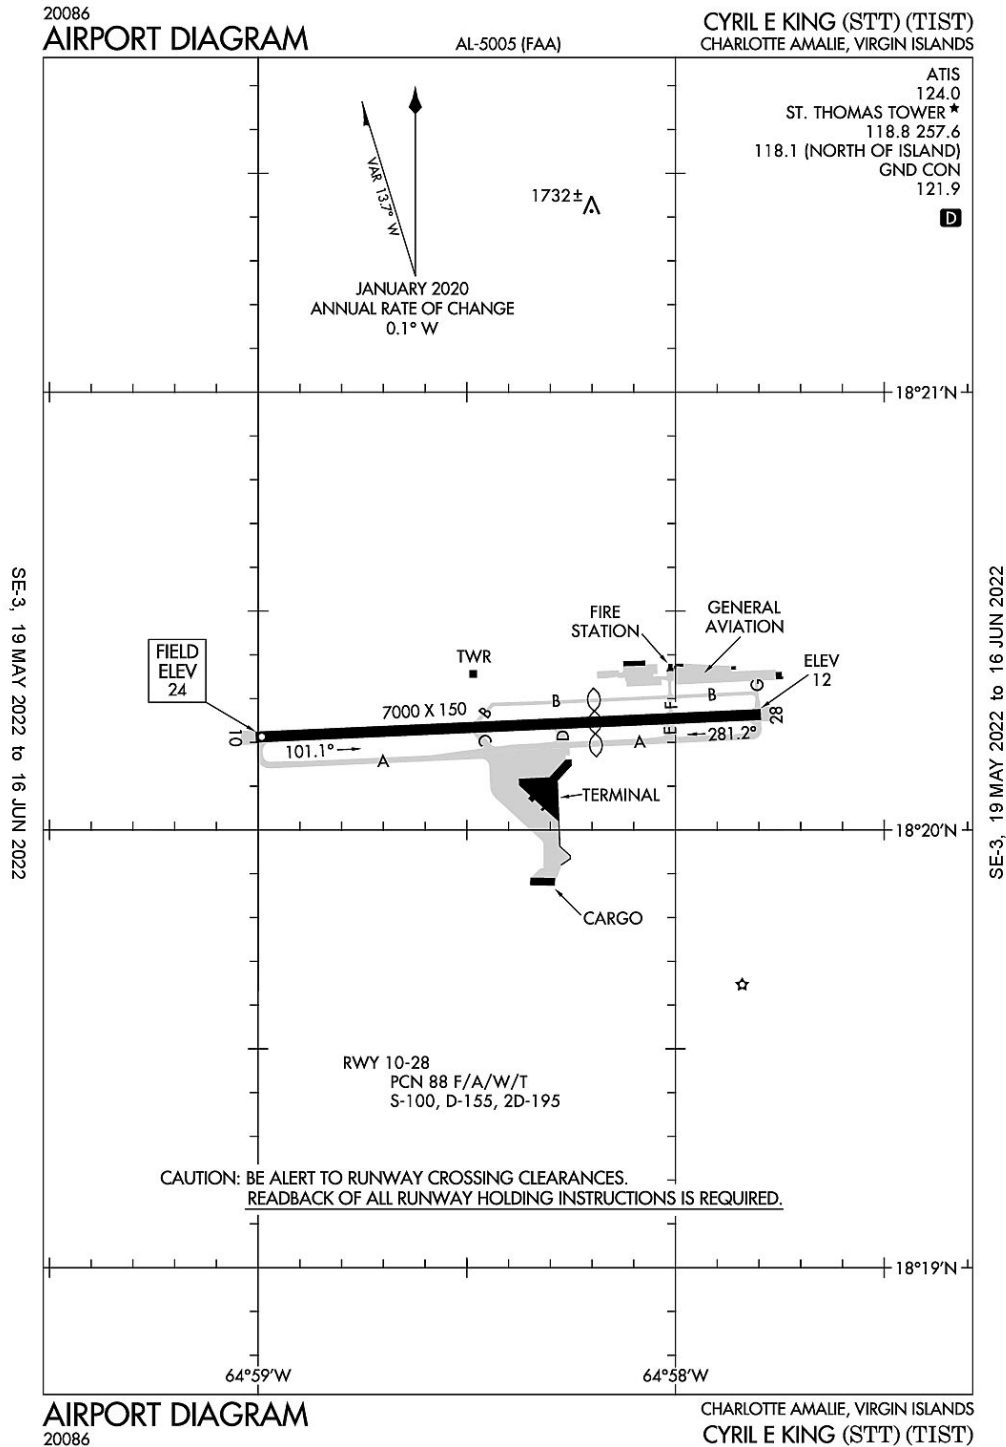 20086
AIRPORT DIAGRAM
AL-5005 (FAA)
CYRIL E KING (STT) (TIST)
CHARLOTTE AMALIE, VIRGIN ISLANDS
ATIS
124.0
ST. THOMAS TOWER★
118.8 257.6
118.1 (NORTH OF ISLAND)
GND CON
121.9
D
VAR 13.7° W
1732±
JANUARY 2020
ANNUAL RATE OF CHANGE
0.1° W
18°21'N
SE-3, 19 MAY 2022 to 16 JUN 2022
SE-3, 19 MAY 2022 to 16 JUN 2022
FIELD
ELEV
24
TWR
FIRE
STATION
GENERAL
AVIATION
ELEV
12
7000 X 150
B
B
B
G
F
28
10
101.1°
A
C
D
A
E
281.2°
TERMINAL
18°20'N
CARGO
RWY 10-28
PCN 88 F/A/W/T
S-100, D-155, 2D-195
CAUTION: BE ALERT TO RUNWAY CROSSING CLEARANCES.
READBACK OF ALL RUNWAY HOLDING INSTRUCTIONS IS REQUIRED.
18°19'N
64°59'W
64°58'W
AIRPORT DIAGRAM
20086
CHARLOTTE AMALIE, VIRGIN ISLANDS
CYRIL E KING (STT) (TIST)